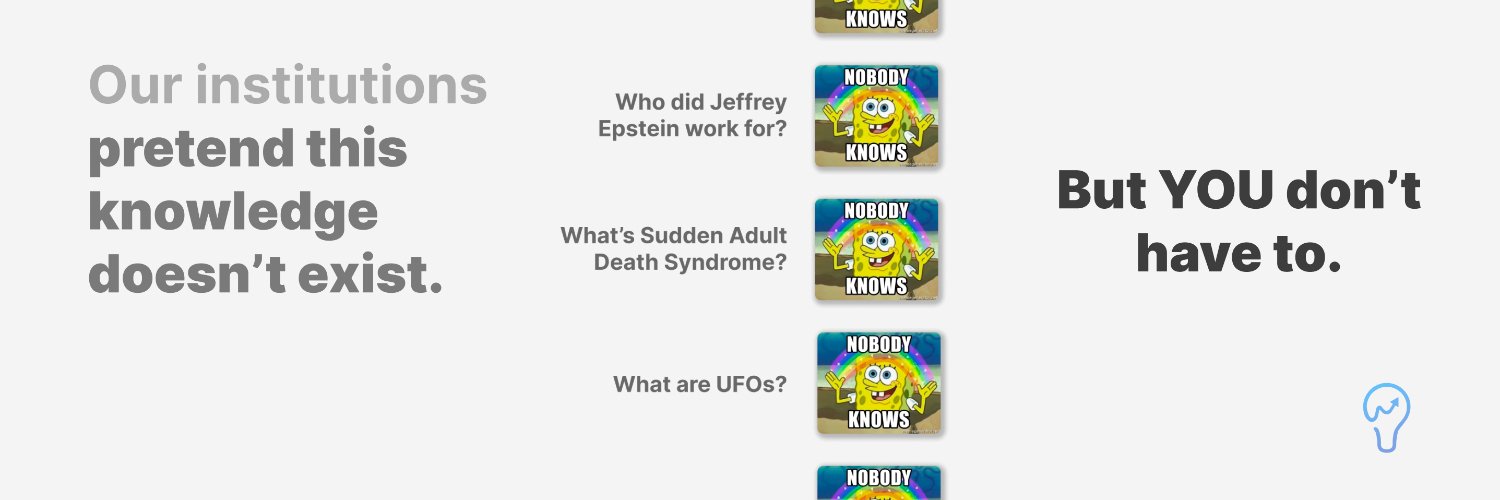 Our institutions
pretend this
knowledge
doesn’t exist.
KNOWS
Who did Jeffrey
Epstein work for?
NOBODY
KNOWS
What’s Sudden Adult
Death Syndrome?
NOBODY
KNOWS
What are UFOs?
NOBODY
KNOWS
NOBODY
But YOU don’t
have to.